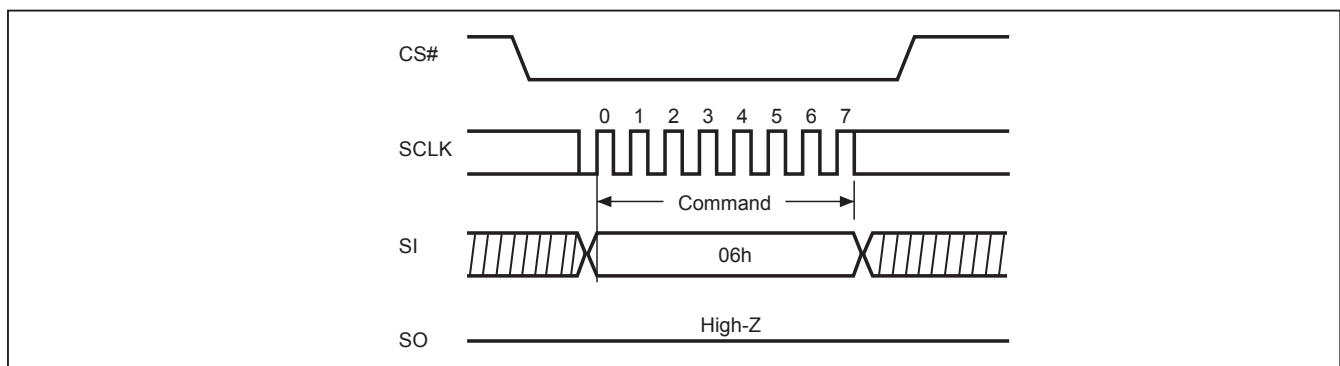 CS#
0 1 2 3 4 5 6 7
SCLK
Command
SI
06h
High-Z
SO